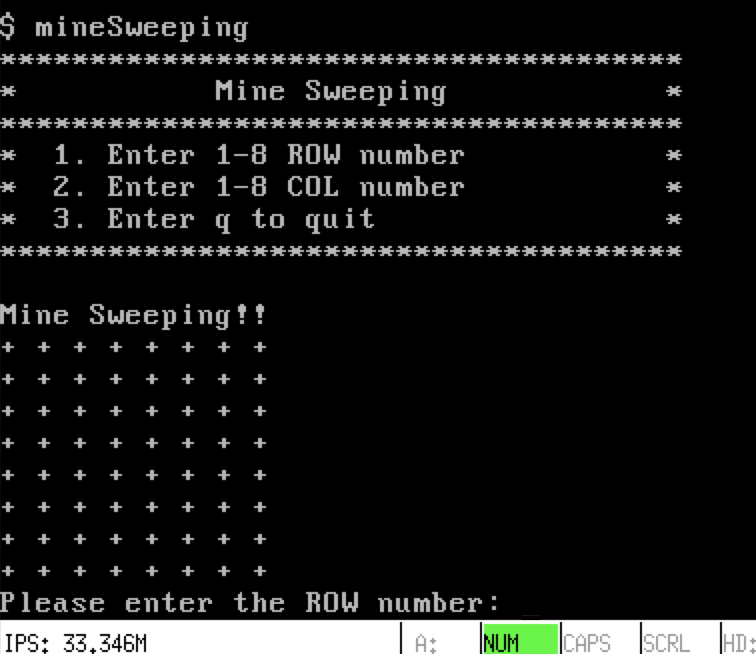 $ mineSweeping
**************************************
*           Mine Sweeping            *
**************************************
*  1. Enter 1-8 ROW number           *
*  2. Enter 1-8 COL number           *
*  3. Enter q to quit                *
**************************************
Mine Sweeping!!
+ + + + + + + +
+ + + + + + + +
+ + + + + + + +
+ + + + + + + +
+ + + + + + + +
+ + + + + + + +
+ + + + + + + +
+ + + + + + + +
Please enter the ROW number: _
IPS: 33.346M A: NUM CAPS SCRL HD: